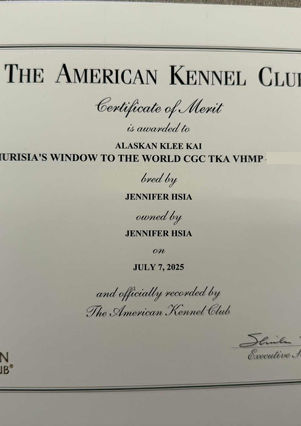 THE AMERICAN KENNEL CLUB
Certificate of Merit
is awarded to
ALASKAN KLEE KAI
HURISIA'S WINDOW TO THE WORLD CGC TKA VHMP
bred by
JENNIFER HSIA
owned by
JENNIFER HSIA
on
JULY 7, 2025
and officially recorded by
The American Kennel Club
Executive